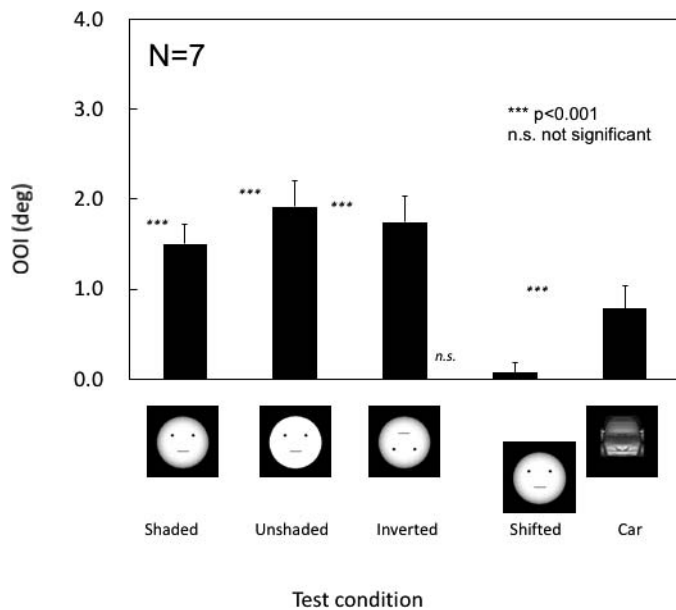 4.0
N=7
3.0
*** p<0.001
n.s. not significant
OOI (deg)
2.0
*** *** ***
1.0
***
n.s.
0.0
Shaded Unshaded Inverted Shifted Car
Test condition